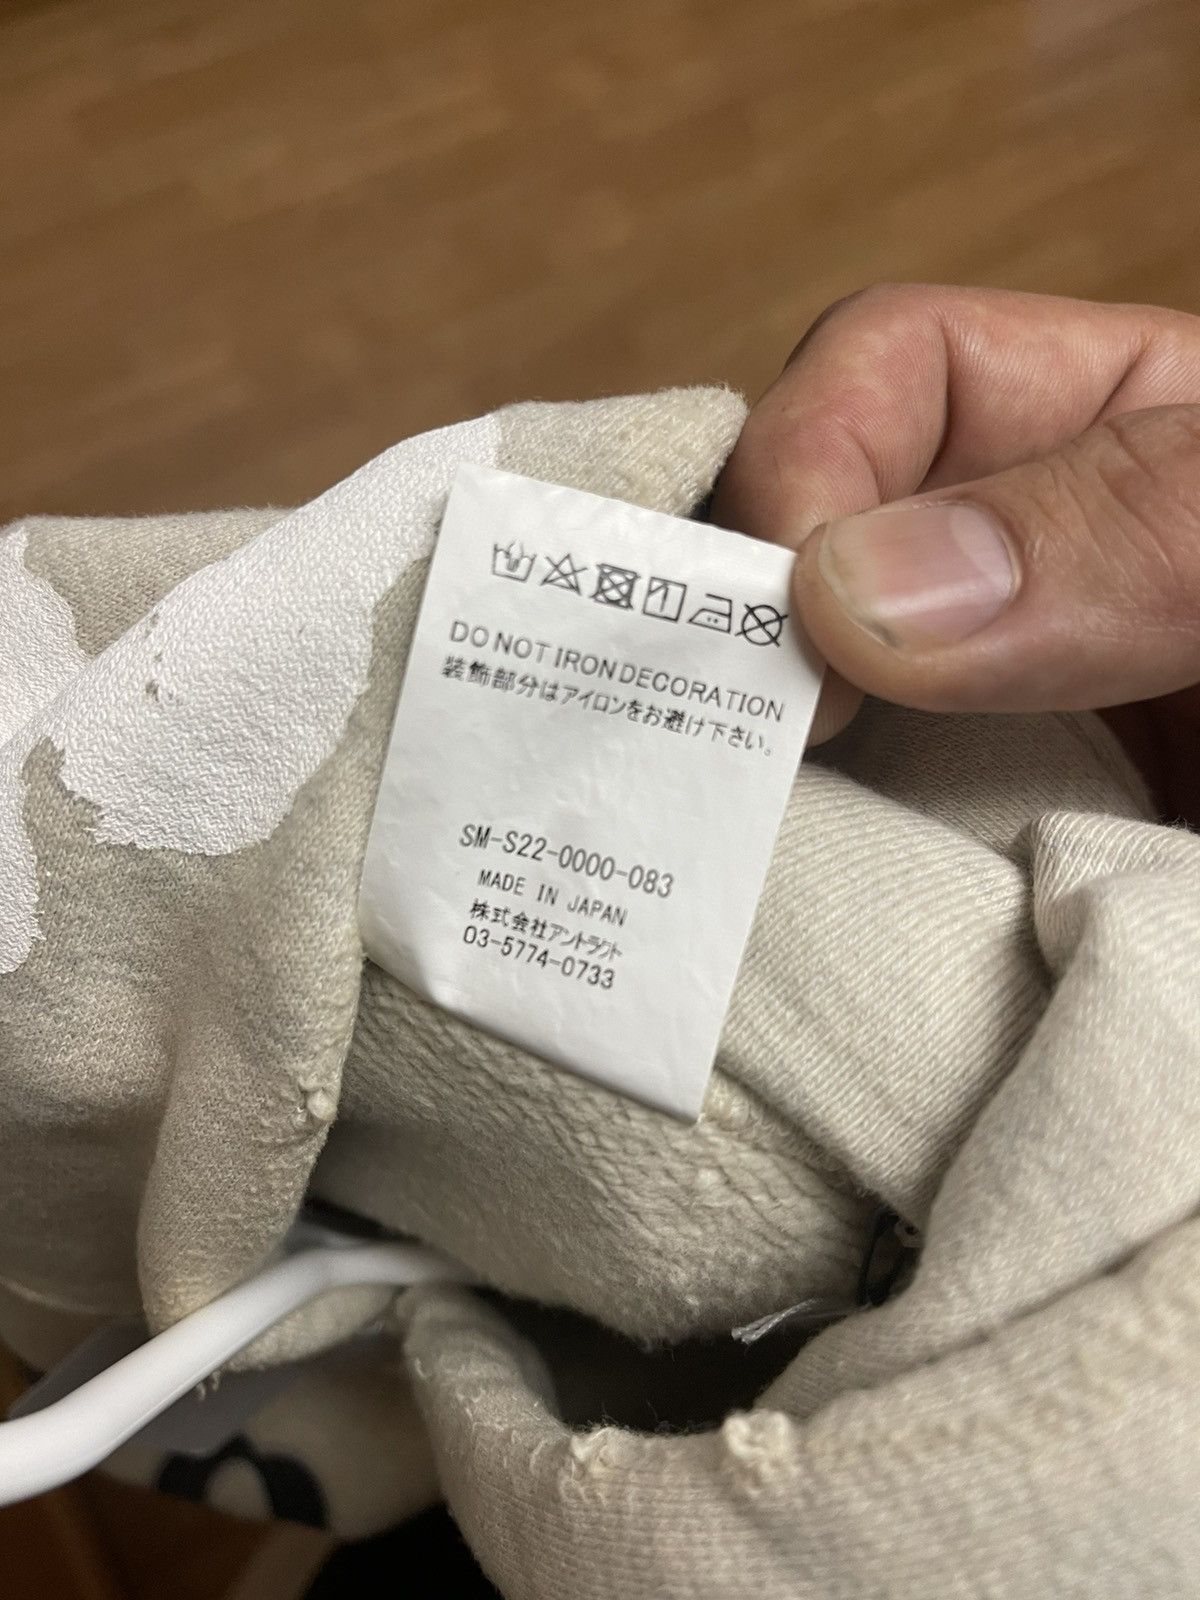 DO NOT IRON DECORATION
装飾部分はアイロンをお避け下さい。
SM-S22-0000-083
MADE IN JAPAN
株式会社アントラクト
03-5774-0733